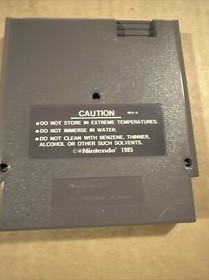 CAUTION
REV-A
● DO NOT STORE IN EXTREME TEMPERATURES.
● DO NOT IMMERSE IN WATER.
● DO NOT CLEAN WITH BENZENE, THINNER,
ALCOHOL OR OTHER SUCH SOLVENTS.
©Nintendo 1985